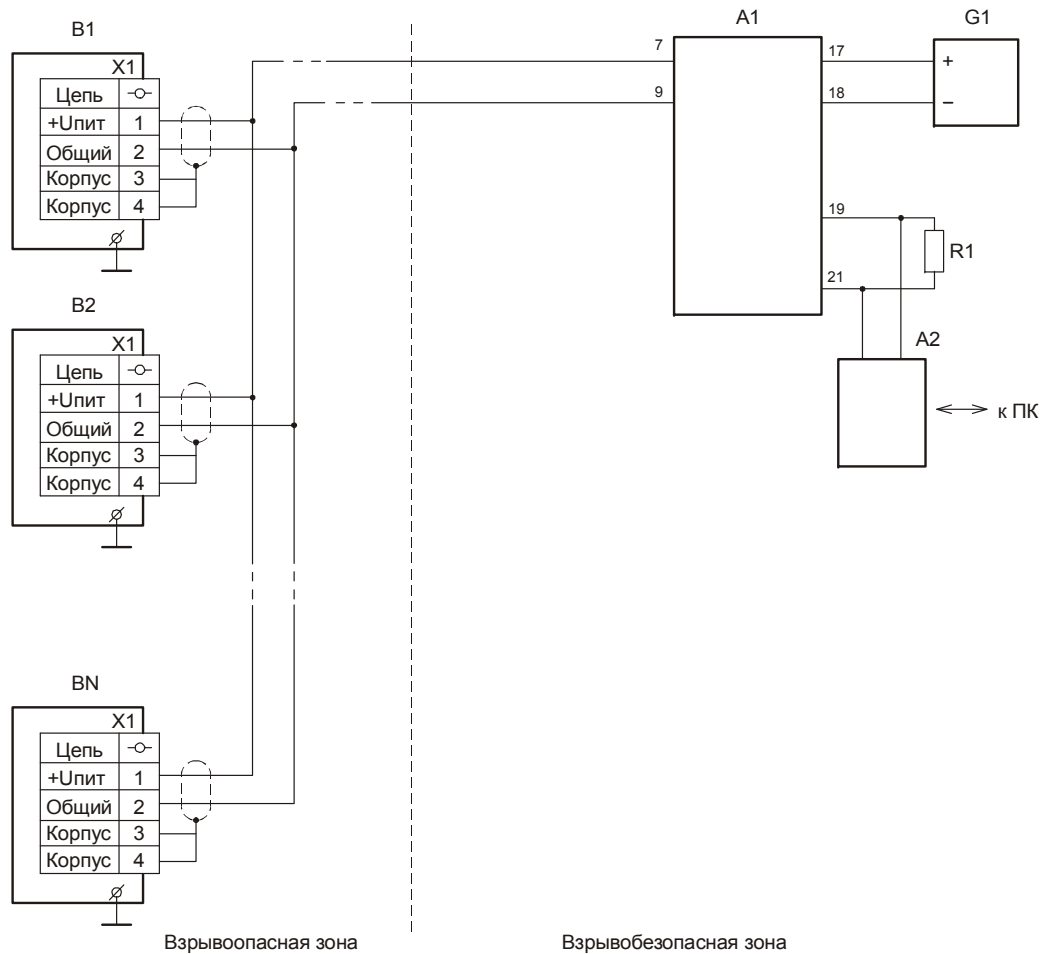 B1
A1
G1
X1
Цепь
+Uпит 1
Общий 2
Корпус 3
Корпус 4
7
9
17
18
+
–
19
21
R1
A2
к ПК
B2
X1
Цепь
+Uпит 1
Общий 2
Корпус 3
Корпус 4
BN
X1
Цепь
+Uпит 1
Общий 2
Корпус 3
Корпус 4
Взрывоопасная зона
Взрывобезопасная зона